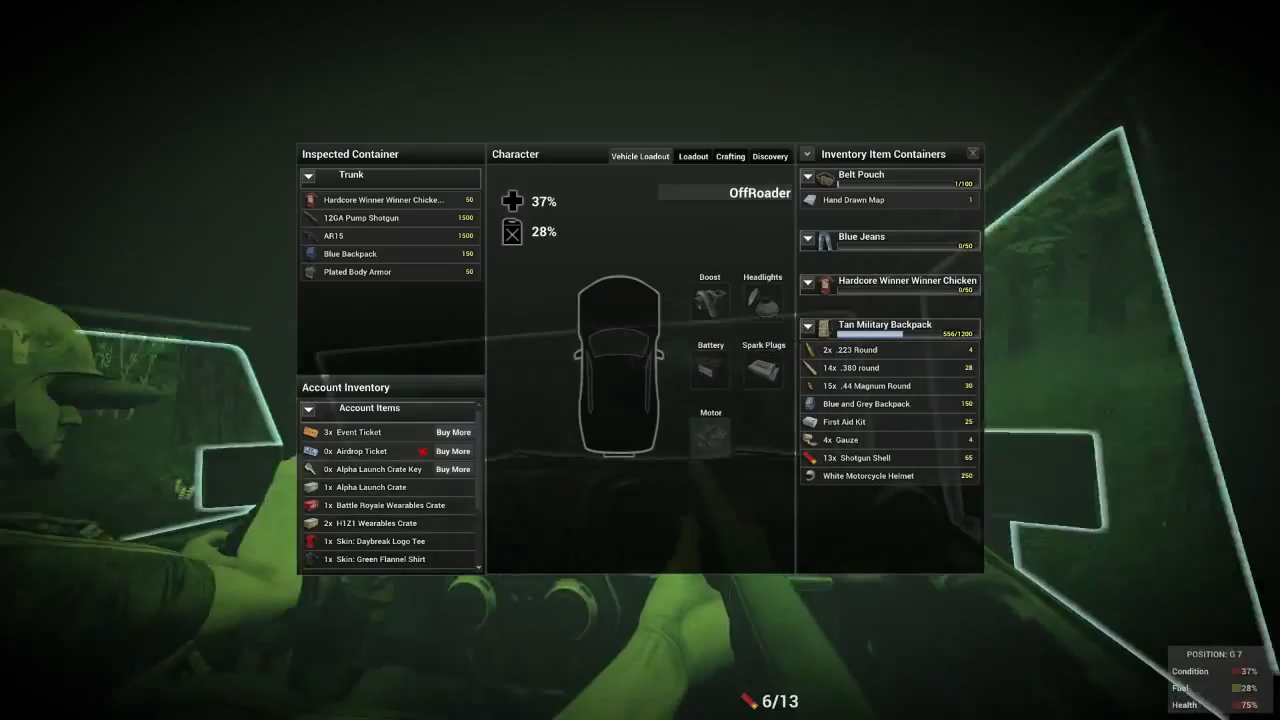 Inspected Container
Trunk
Hardcore Winner Winner Chicke... 50
12GA Pump Shotgun 1500
AR15 1500
Blue Backpack 150
Plated Body Armor 50
Account Inventory
Account Items
3x Event Ticket Buy More
0x Airdrop Ticket Buy More
0x Alpha Launch Crate Key Buy More
1x Alpha Launch Crate
1x Battle Royale Wearables Crate
2x H1Z1 Wearables Crate
1x Skin: Daybreak Logo Tee
1x Skin: Green Flannel Shirt
Character
Vehicle Loadout Loadout Crafting Discovery
OffRoader
37%
28%
Boost Headlights
Battery Spark Plugs
Motor
Inventory Item Containers
Belt Pouch
1/100
Hand Drawn Map 1
Blue Jeans
0/50
Hardcore Winner Winner Chicken
0/50
Tan Military Backpack
556/1200
2x .223 Round 4
14x .380 round 28
15x .44 Magnum Round 30
Blue and Grey Backpack 150
First Aid Kit 25
4x Gauze 4
13x Shotgun Shell 65
White Motorcycle Helmet 250
6/13
POSITION: G 7
Condition 37%
Fuel 28%
Health 75%